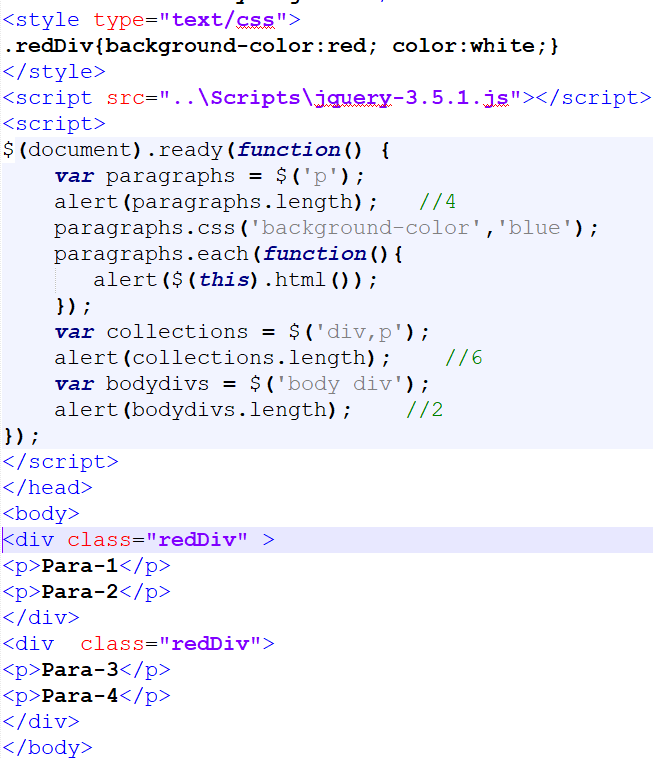 <style type="text/css">
.redDiv{background-color:red; color:white;}
</style>
<script src="..\Scripts\jquery-3.5.1.js"></script>
<script>
$(document).ready(function() {
    var paragraphs = $('p');
    alert(paragraphs.length);   //4
    paragraphs.css('background-color','blue');
    paragraphs.each(function(){
       alert($(this).html());
    });
    var collections = $('div,p');
    alert(collections.length);    //6
    var bodydivs = $('body div');
    alert(bodydivs.length);    //2
});
</script>
</head>
<body>
<div class="redDiv" >
<p>Para-1</p>
<p>Para-2</p>
</div>
<div  class="redDiv">
<p>Para-3</p>
<p>Para-4</p>
</div>
</body>